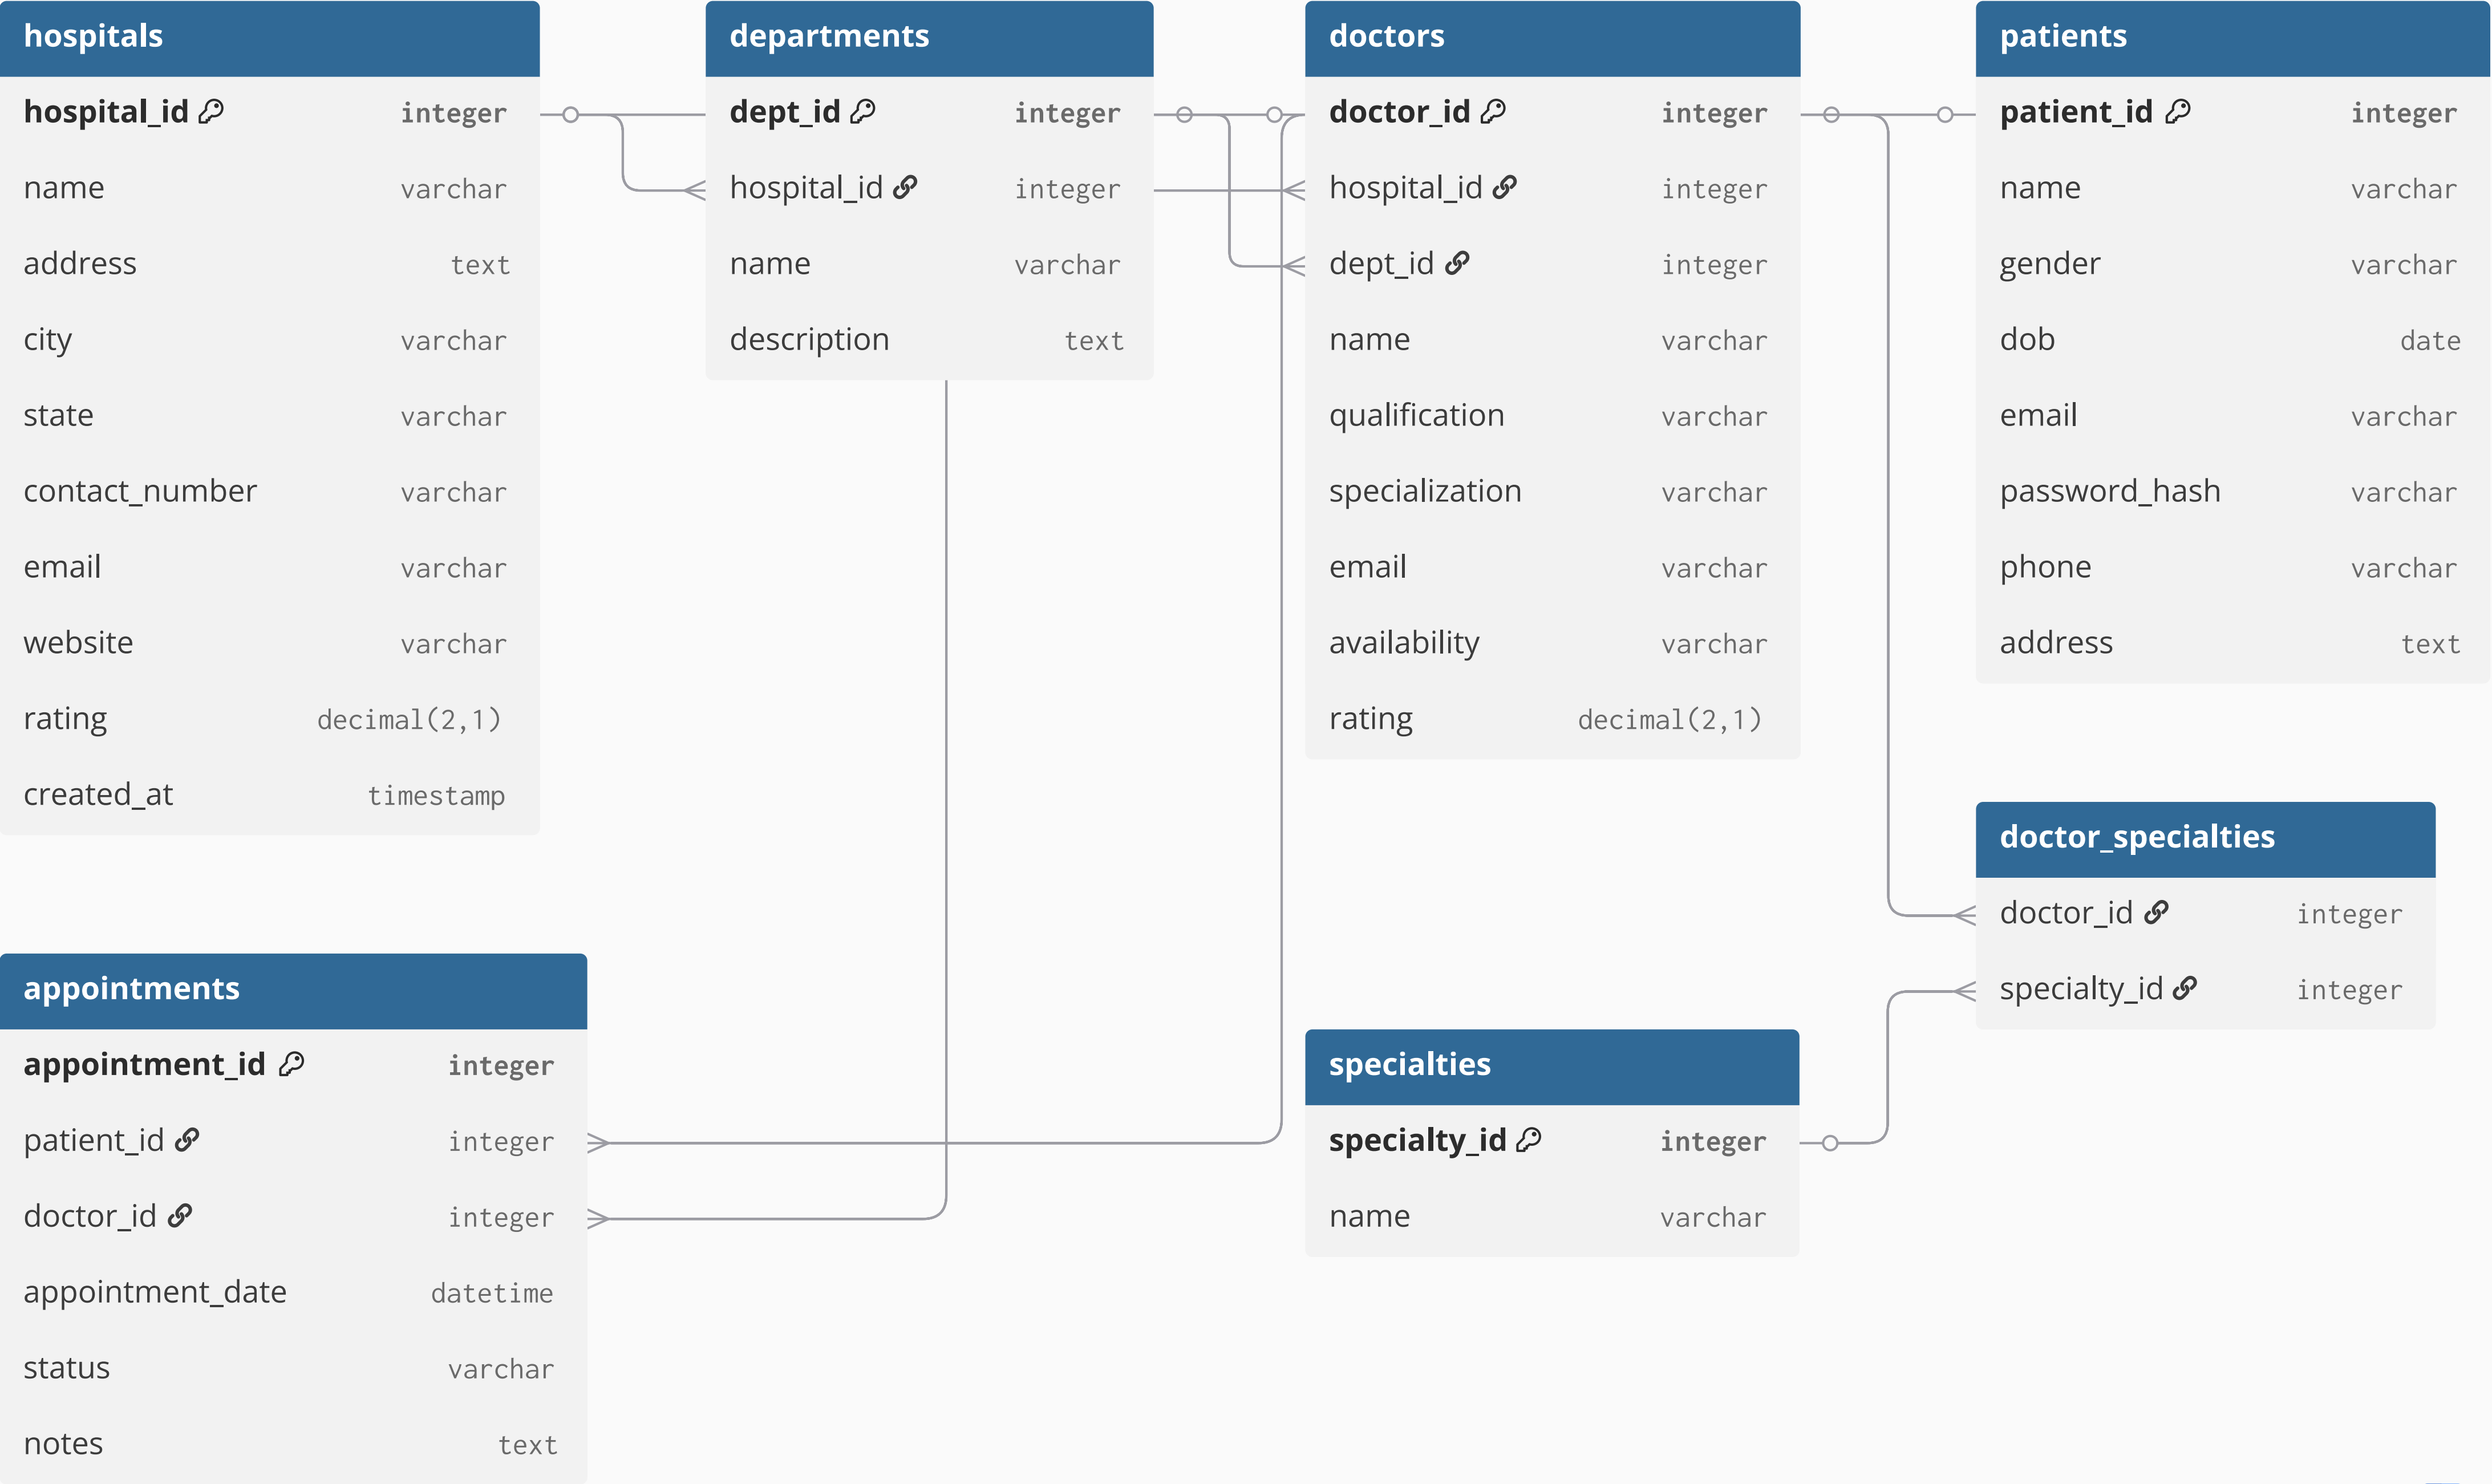 hospitals
hospital_id integer
name varchar
address text
city varchar
state varchar
contact_number varchar
email varchar
website varchar
rating decimal(2,1)
created_at timestamp
departments
dept_id integer
hospital_id integer
name varchar
description text
doctors
doctor_id integer
hospital_id integer
dept_id integer
name varchar
qualification varchar
specialization varchar
email varchar
availability varchar
rating decimal(2,1)
patients
patient_id integer
name varchar
gender varchar
dob date
email varchar
password_hash varchar
phone varchar
address text
doctor_specialties
doctor_id integer
specialty_id integer
appointments
appointment_id integer
patient_id integer
doctor_id integer
appointment_date datetime
status varchar
notes text
specialties
specialty_id integer
name varchar